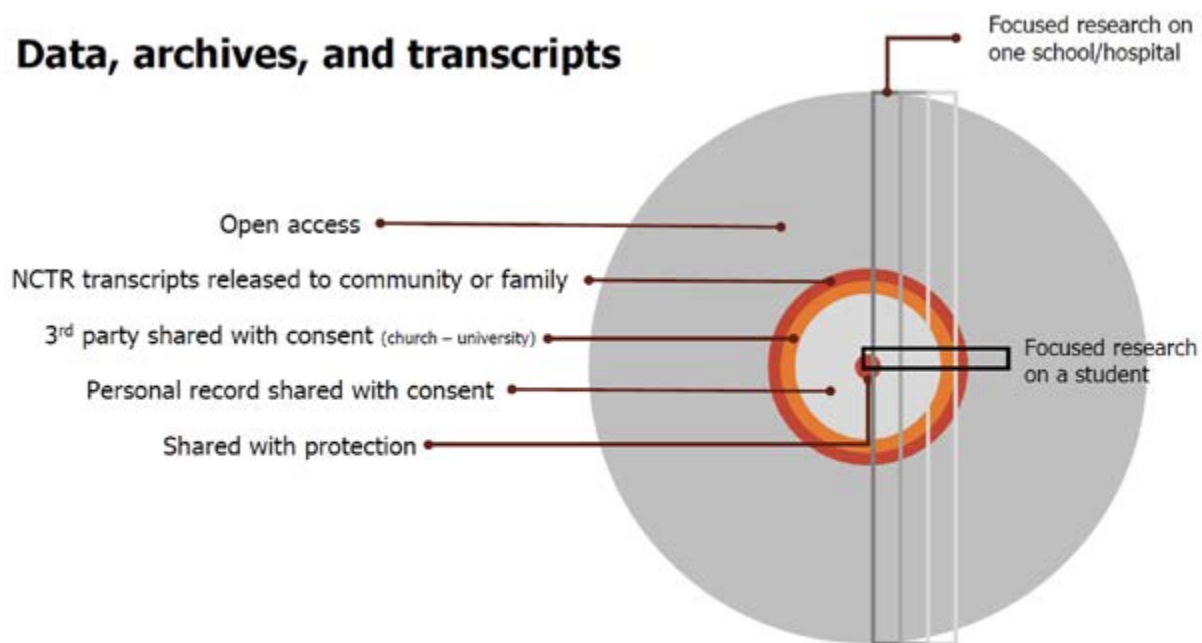 Data, archives, and transcripts
Focused research on
one school/hospital
Open access
NCTR transcripts released to community or family
3rd party shared with consent (church – university)
Focused research
on a student
Personal record shared with consent
Shared with protection